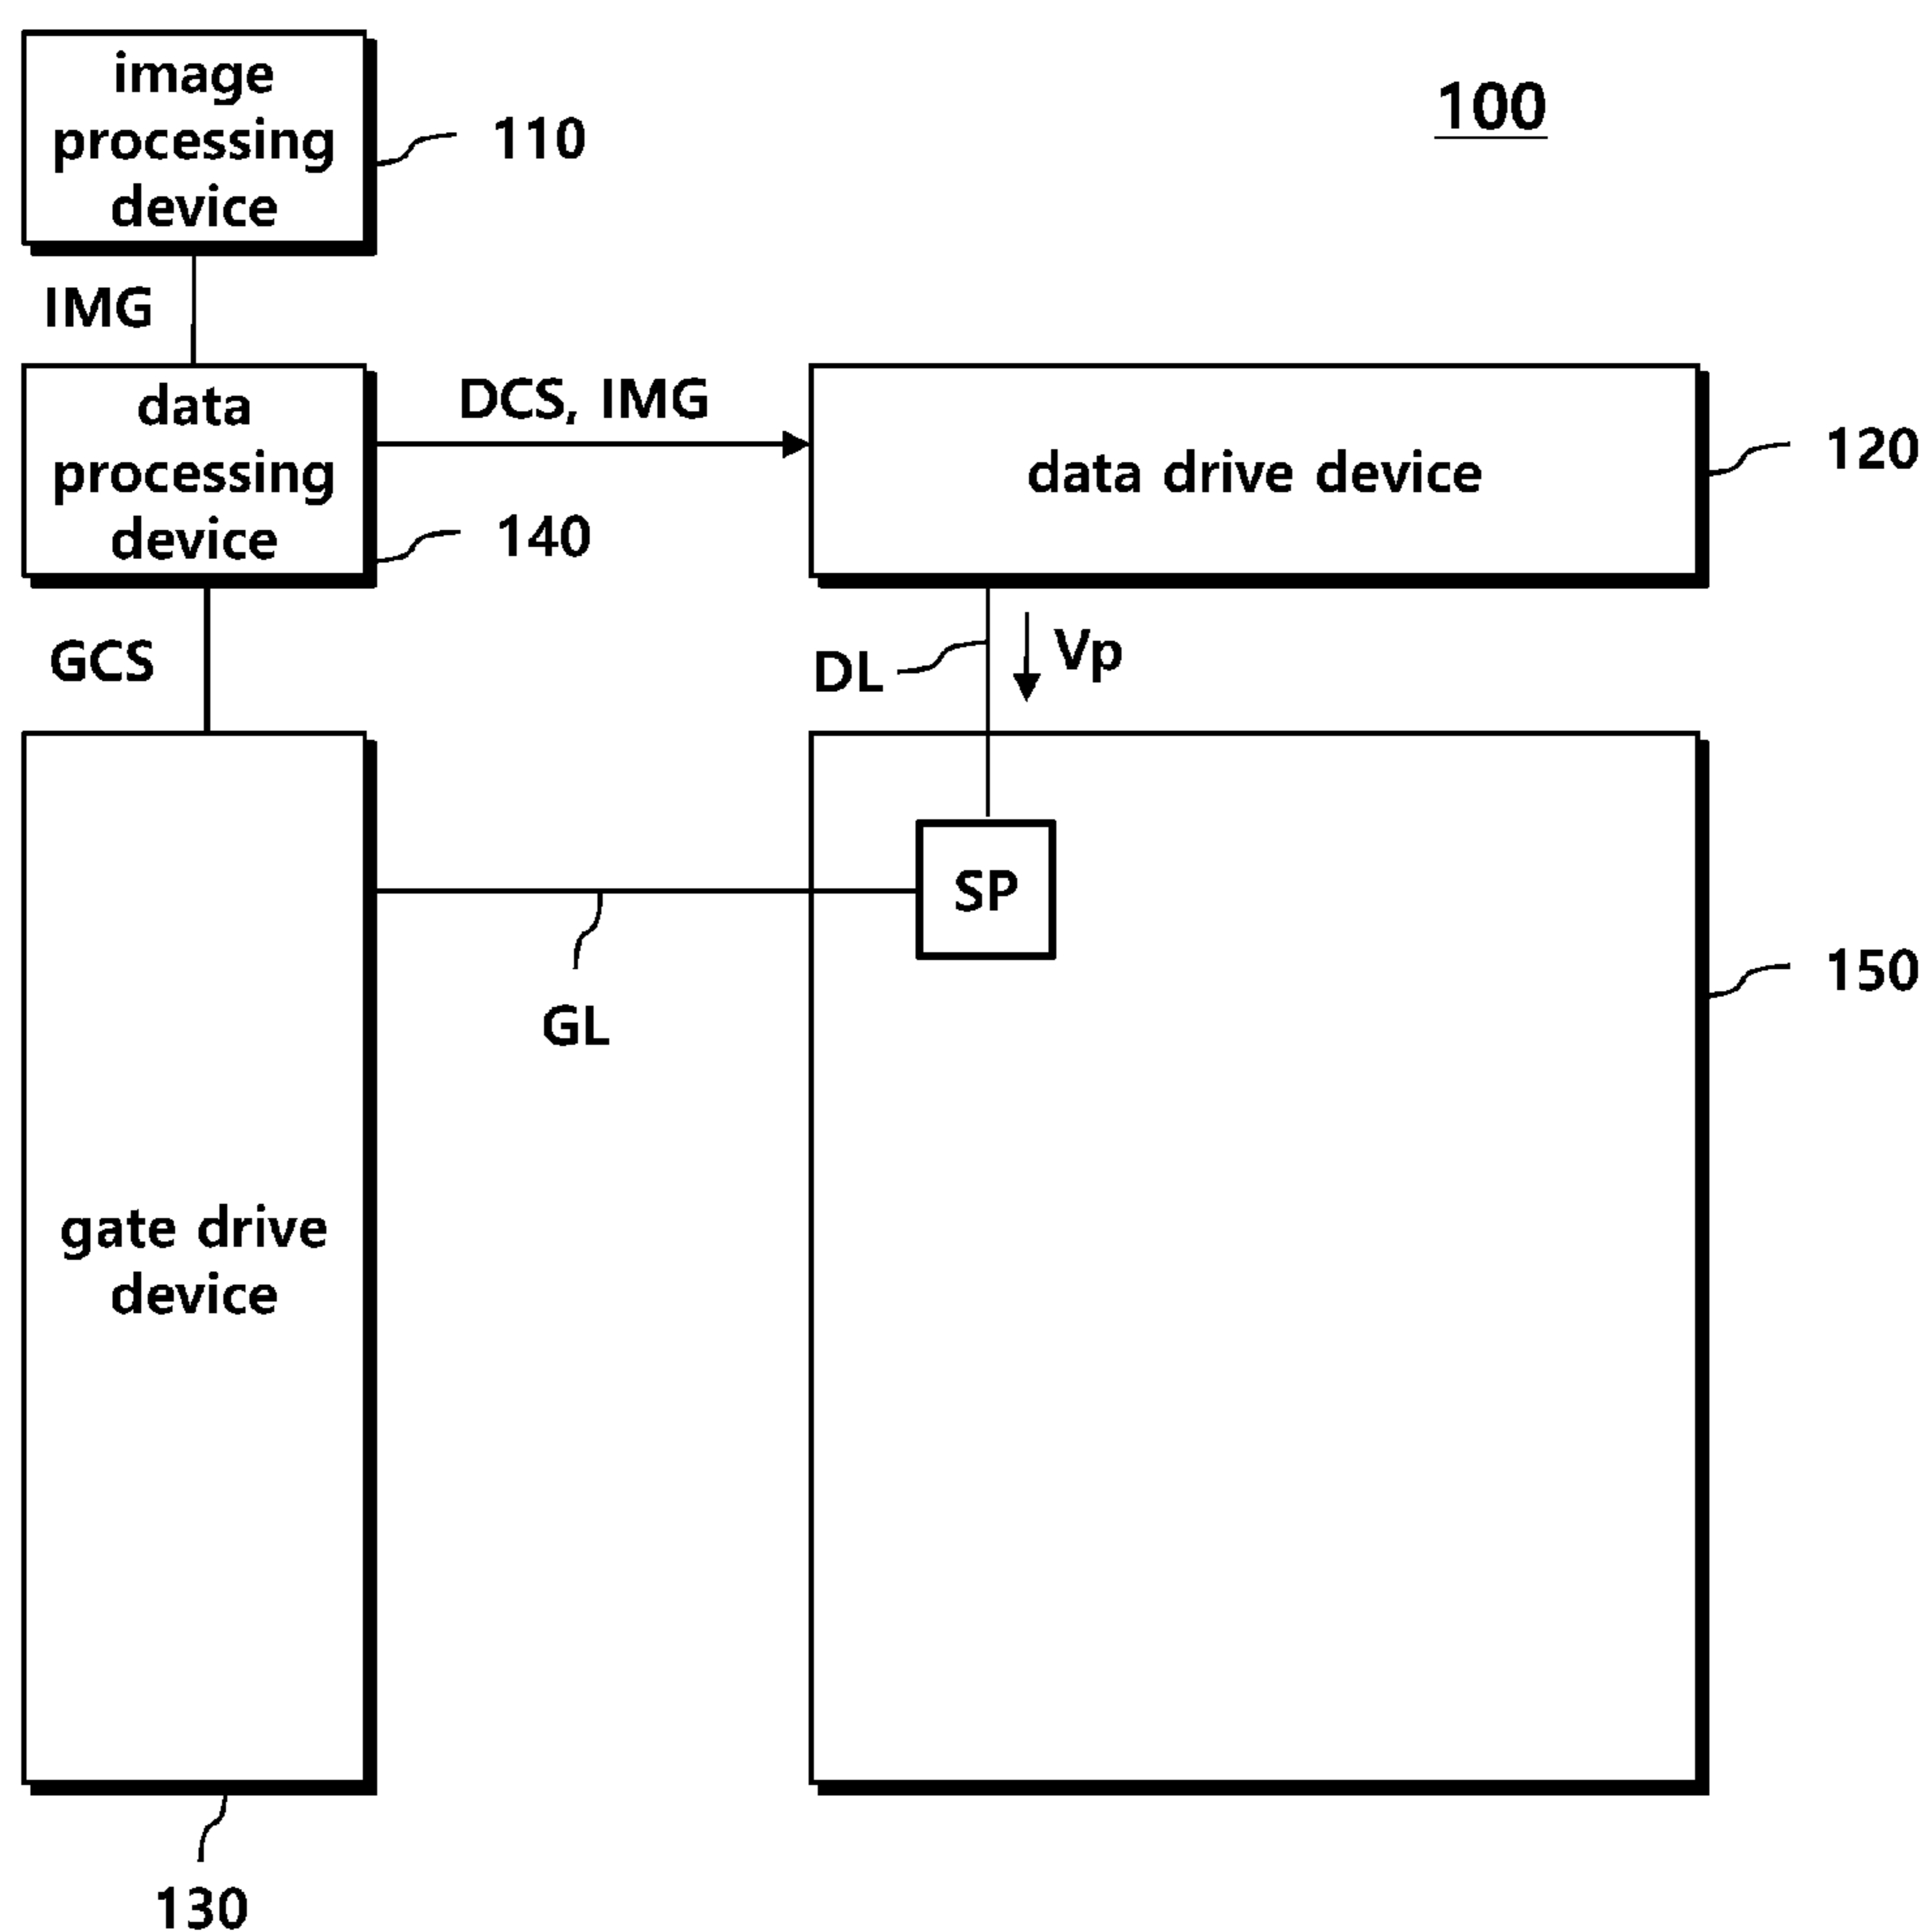 image
processing
device
110
100
IMG
data
processing
device
140
DCS, IMG
data drive device
120
GCS
DL
Vp
SP
GL
150
gate drive
device
130